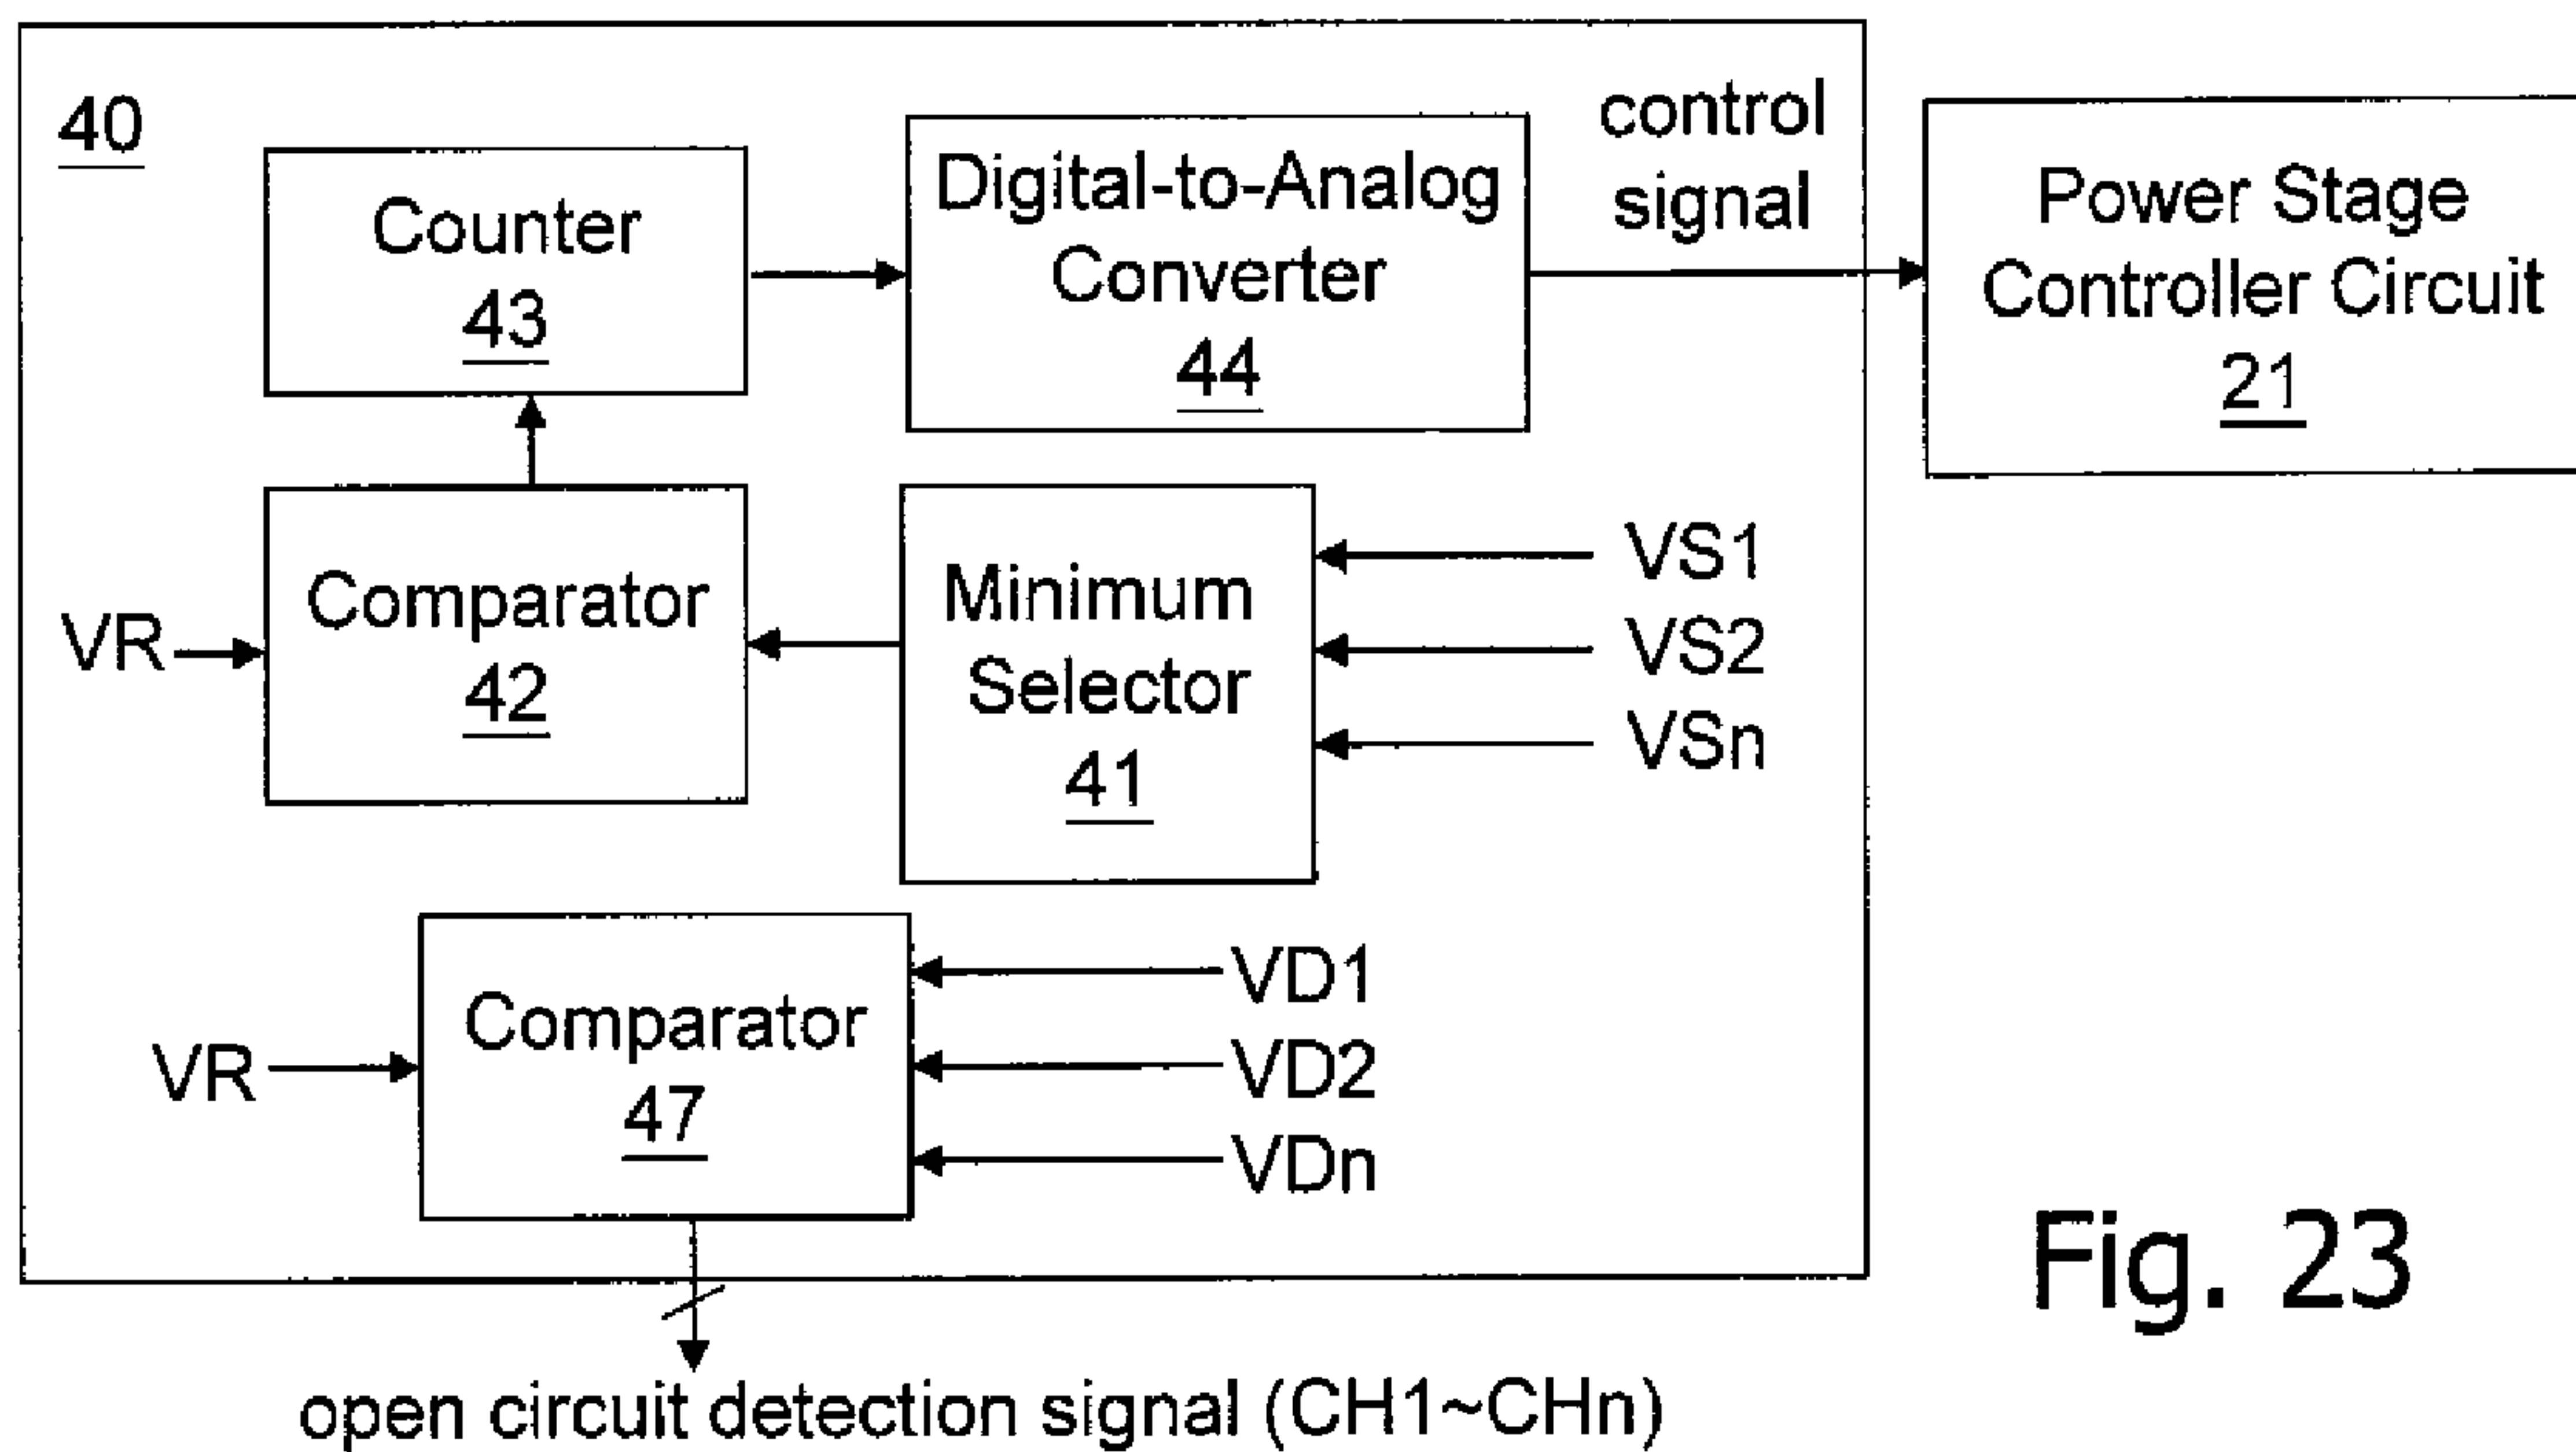 40
Counter
43
Digital-to-Analog
Converter
44
control
signal
Power Stage
Controller Circuit
21
VR
Comparator
42
Minimum
Selector
41
VS1
VS2
VSn
VR
Comparator
47
VD1
VD2
VDn
open circuit detection signal (CH1~CHn)
Fig. 23